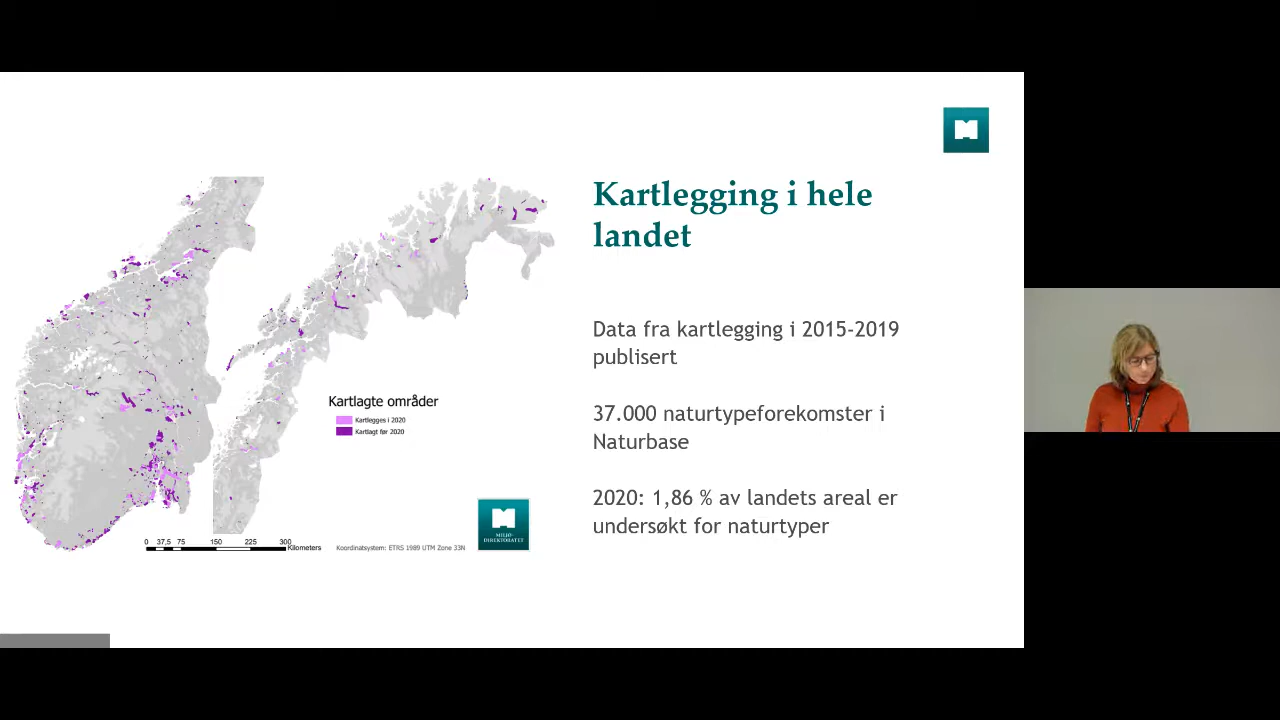 Kartlegging i hele
landet
Data fra kartlegging i 2015-2019
publisert
37.000 naturtypeforekomster i
Naturbase
2020: 1,86 % av landets areal er
undersøkt for naturtyper
Kartlagte områder
Kartlegges i 2020
Kartlagt før 2020
0 37,5 75 150 225 300
Kilometers
Koordinatsystem: ETRS 1989 UTM Zone 33N
MILJØ-
DIREKTORATET